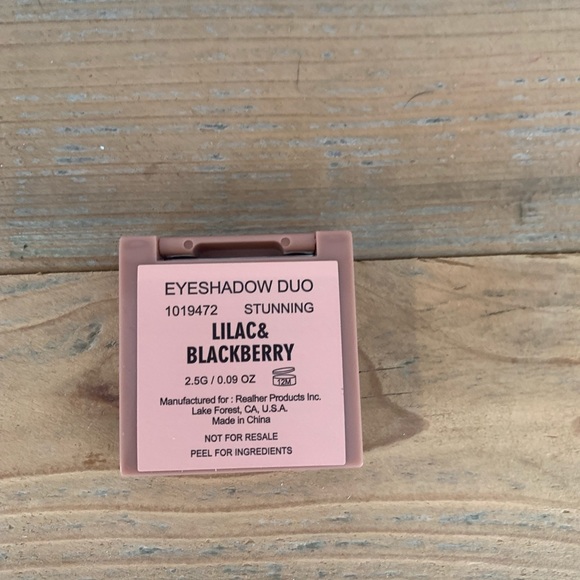 EYESHADOW DUO
1019472 STUNNING
LILAC&
BLACKBERRY
2.5G / 0.09 OZ 12M
Manufactured for : Realher Products Inc.
Lake Forest, CA, U.S.A.
Made in China
NOT FOR RESALE
PEEL FOR INGREDIENTS